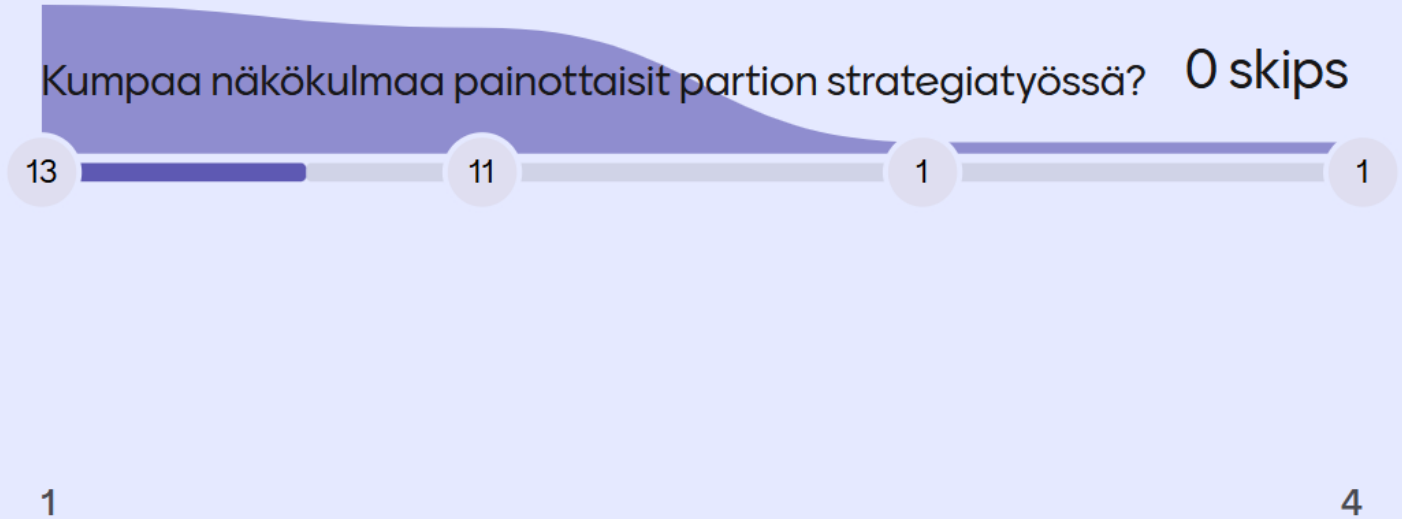 Kumpaa näkökulmaa painottaisit partion strategiatyössä? 0 skips
13 11 1 1
1 4